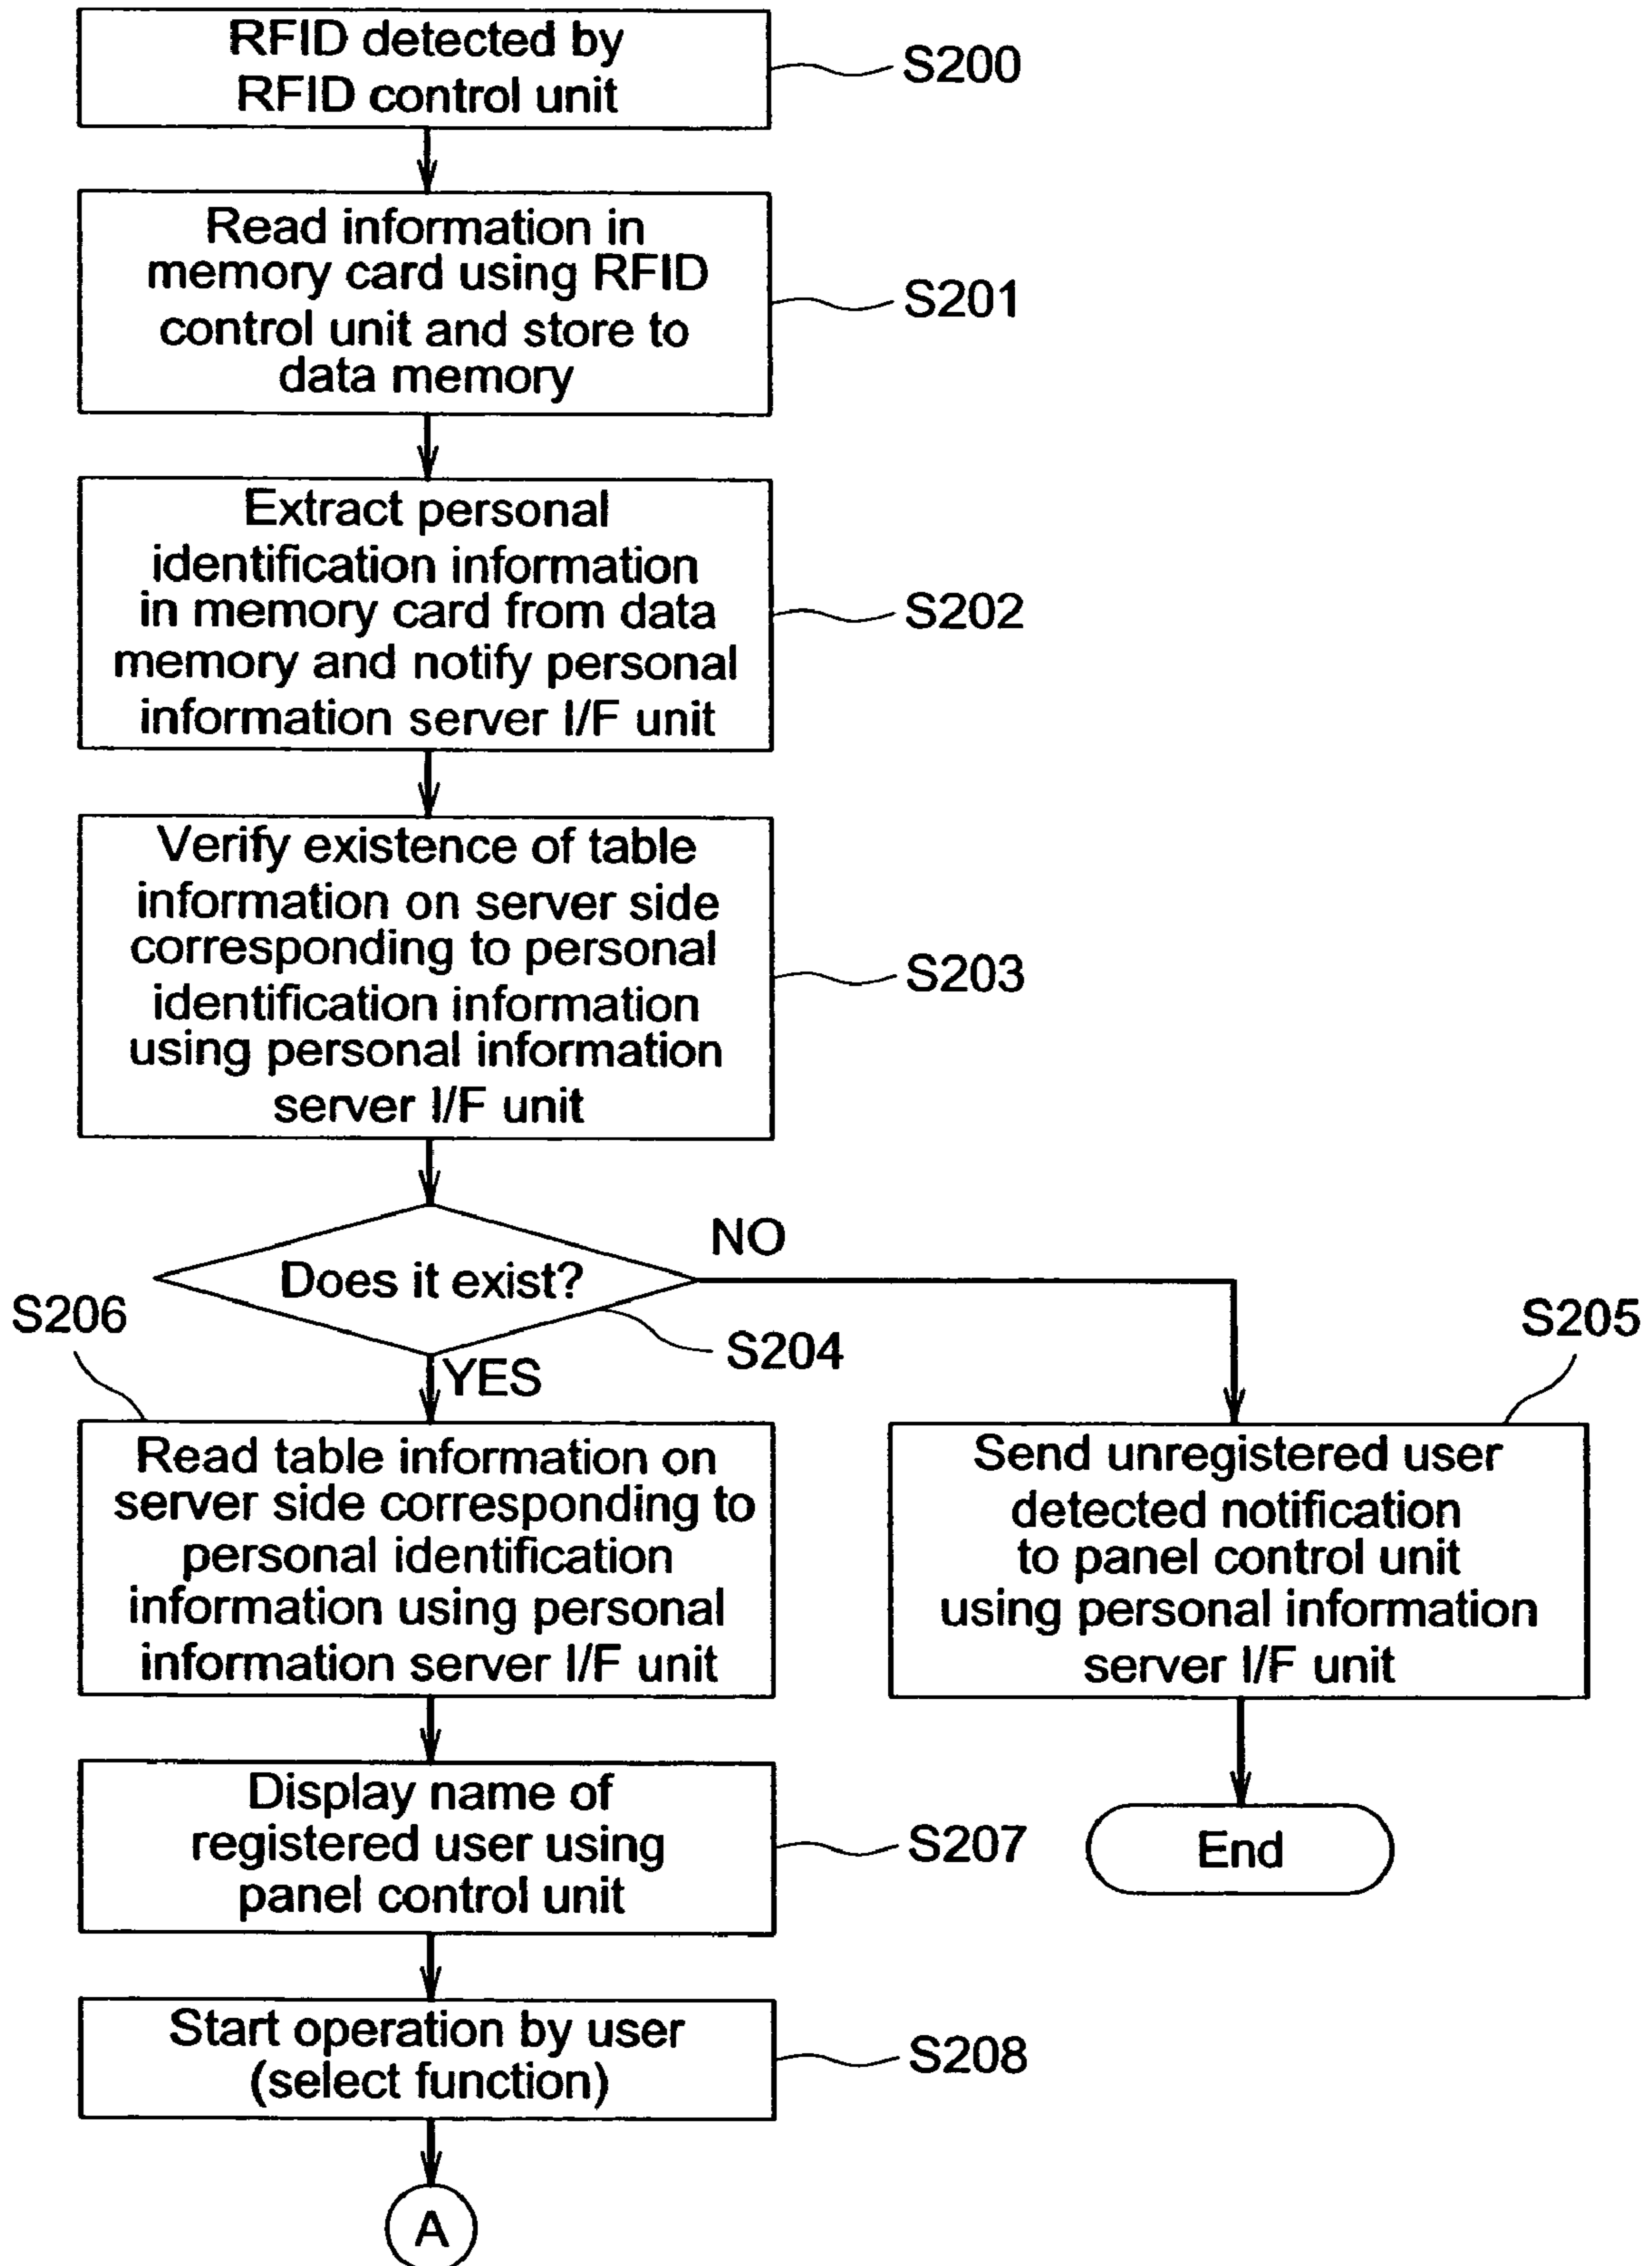 RFID detected by
RFID control unit
S200
Read information in
memory card using RFID
control unit and store to
data memory
S201
Extract personal
identification information
in memory card from data
memory and notify personal
information server I/F unit
S202
Verify existence of table
information on server side
corresponding to personal
identification information
using personal information
server I/F unit
S203
Does it exist?
NO
S204
YES
S206
Read table information on
server side corresponding to
personal identification
information using personal
information server I/F unit
S205
Send unregistered user
detected notification
to panel control unit
using personal information
server I/F unit
End
Display name of
registered user using
panel control unit
S207
Start operation by user
(select function)
S208
A